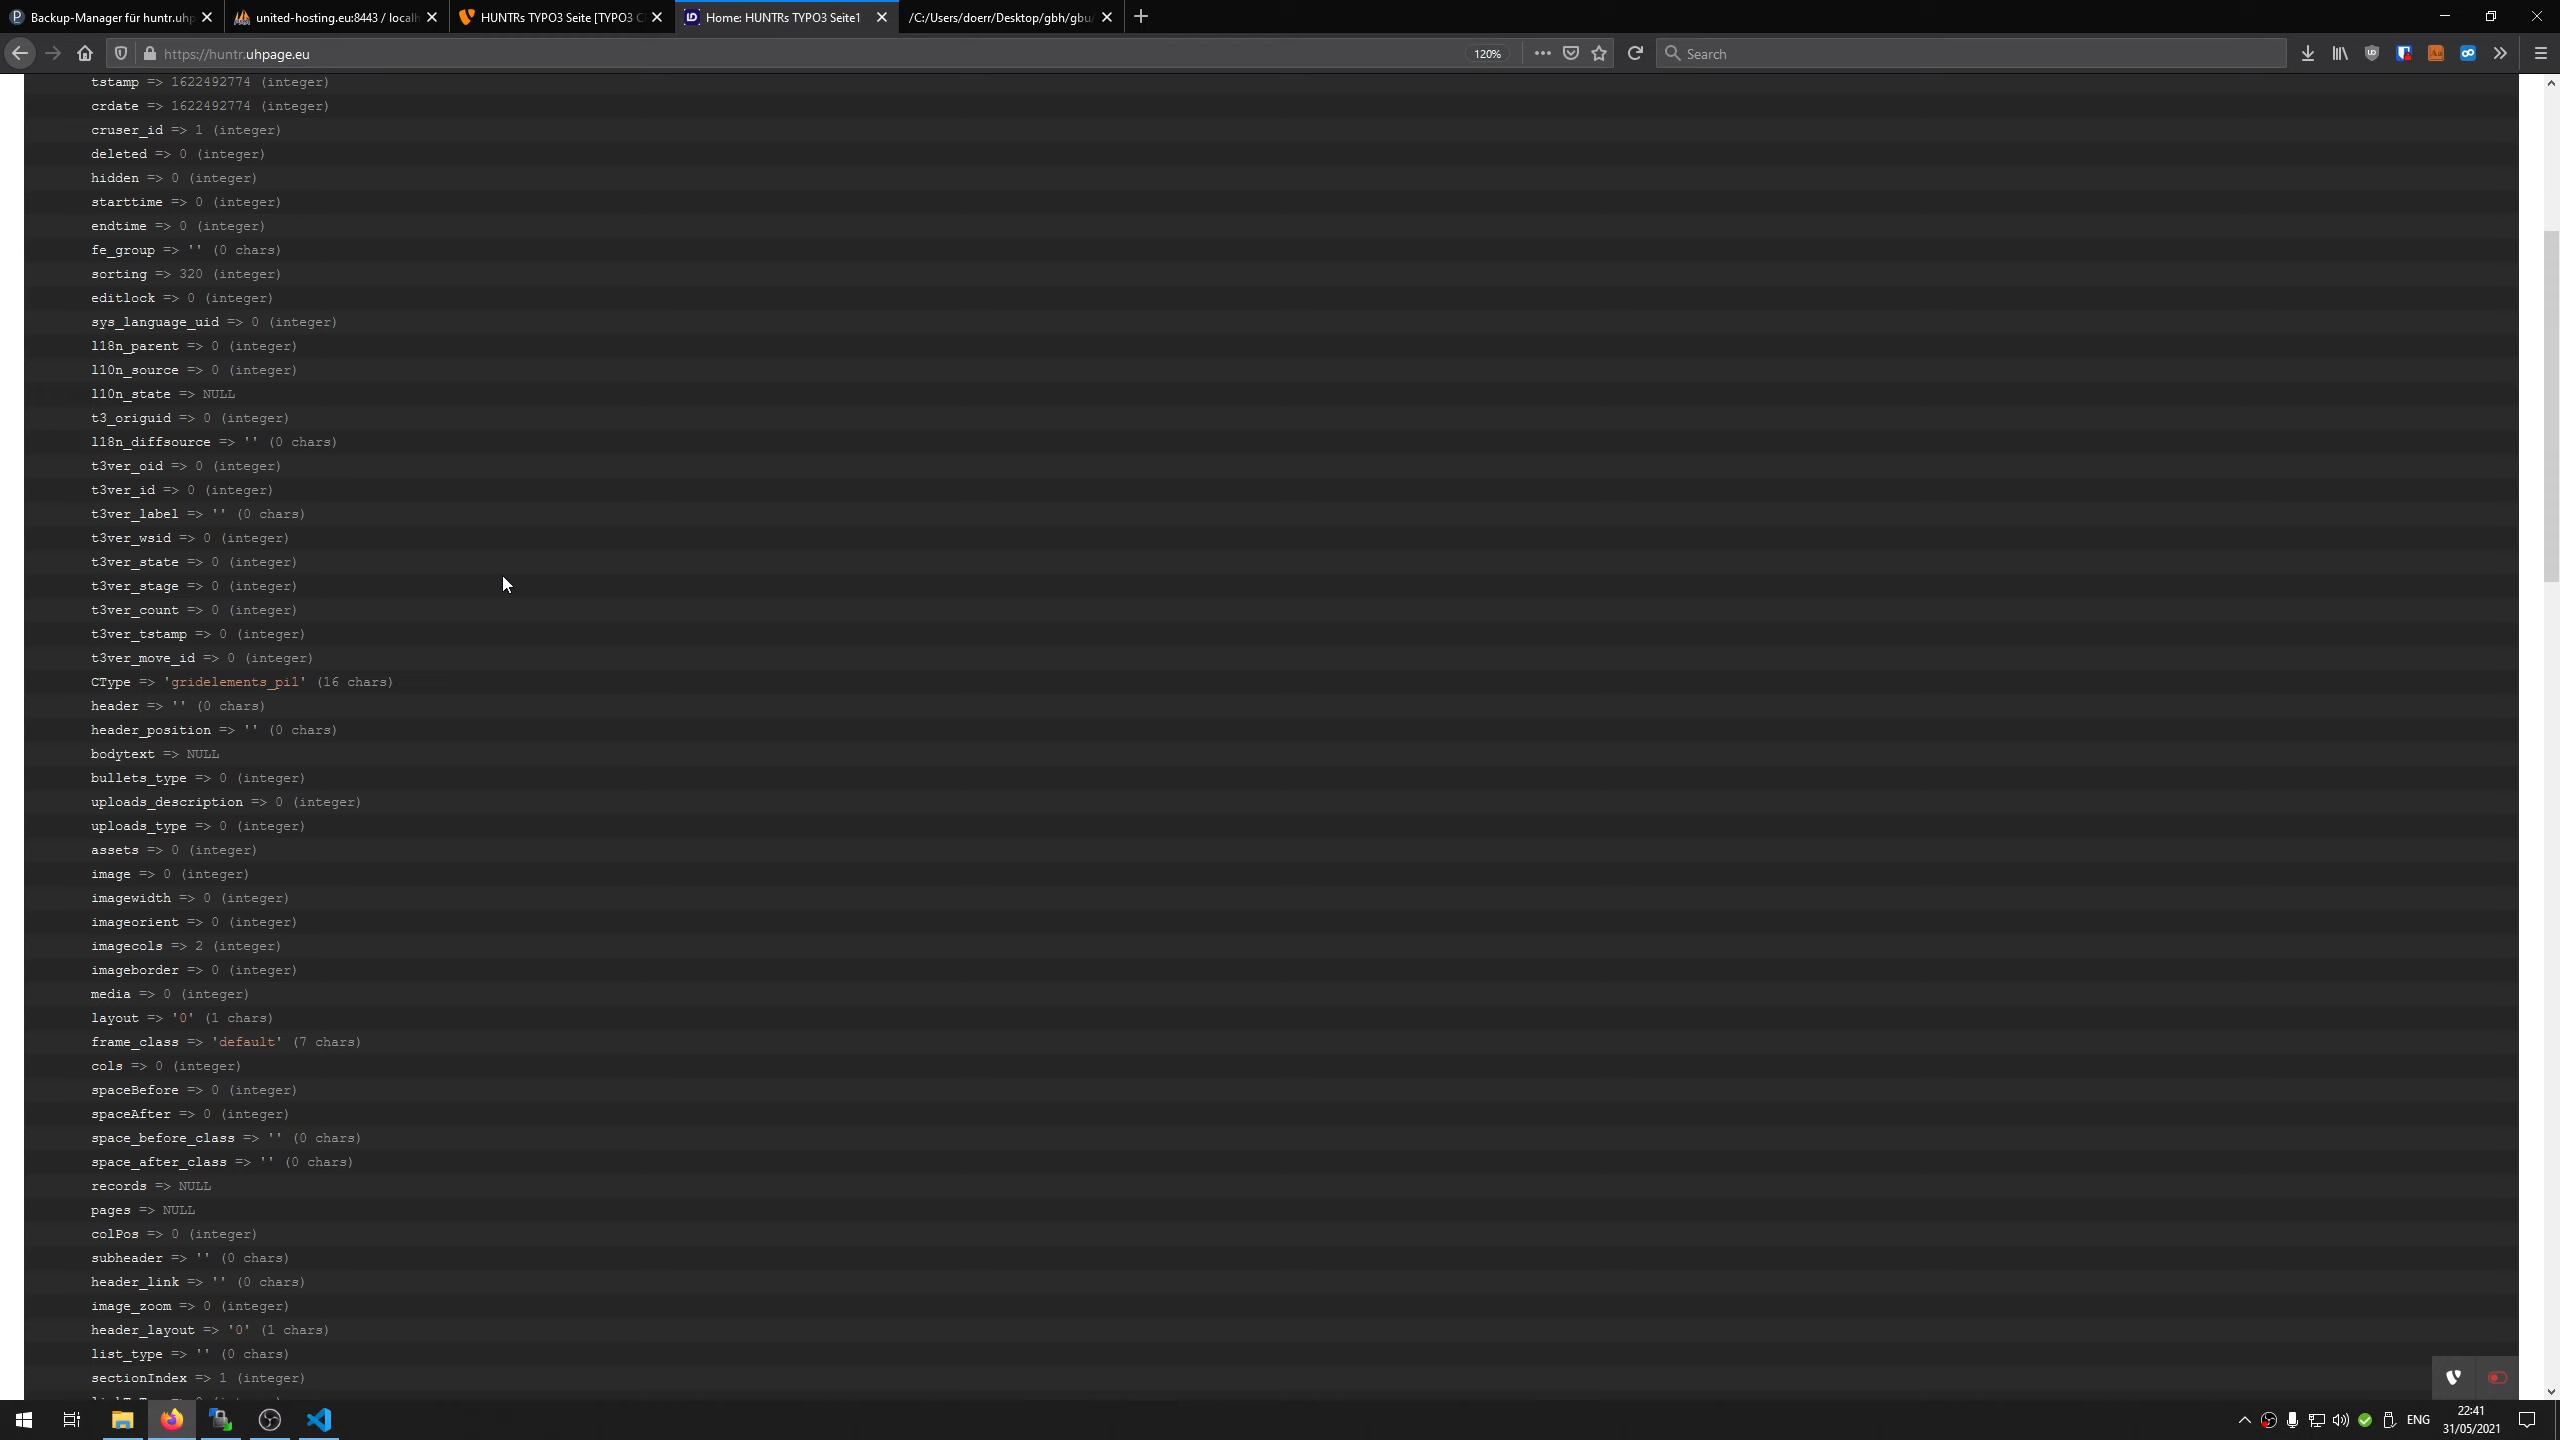 Backup-Manager für huntr.uhp
united-hosting.eu:8443 / localh
HUNTRs TYPO3 Seite [TYPO3 C
Home: HUNTRs TYPO3 Seite1
/C:/Users/doerr/Desktop/gbh/gbu/
https://huntr.uhpage.eu
120%
Search
tstamp => 1622492774 (integer)
crdate => 1622492774 (integer)
cruser_id => 1 (integer)
deleted => 0 (integer)
hidden => 0 (integer)
starttime => 0 (integer)
endtime => 0 (integer)
fe_group => '' (0 chars)
sorting => 320 (integer)
editlock => 0 (integer)
sys_language_uid => 0 (integer)
l18n_parent => 0 (integer)
l10n_source => 0 (integer)
l10n_state => NULL
t3_origuid => 0 (integer)
l18n_diffsource => '' (0 chars)
t3ver_oid => 0 (integer)
t3ver_id => 0 (integer)
t3ver_label => '' (0 chars)
t3ver_wsid => 0 (integer)
t3ver_state => 0 (integer)
t3ver_stage => 0 (integer)
t3ver_count => 0 (integer)
t3ver_tstamp => 0 (integer)
t3ver_move_id => 0 (integer)
CType => 'gridelements_pi1' (16 chars)
header => '' (0 chars)
header_position => '' (0 chars)
bodytext => NULL
bullets_type => 0 (integer)
uploads_description => 0 (integer)
uploads_type => 0 (integer)
assets => 0 (integer)
image => 0 (integer)
imagewidth => 0 (integer)
imageorient => 0 (integer)
imagecols => 2 (integer)
imageborder => 0 (integer)
media => 0 (integer)
layout => '0' (1 chars)
frame_class => 'default' (7 chars)
cols => 0 (integer)
spaceBefore => 0 (integer)
spaceAfter => 0 (integer)
space_before_class => '' (0 chars)
space_after_class => '' (0 chars)
records => NULL
pages => NULL
colPos => 0 (integer)
subheader => '' (0 chars)
header_link => '' (0 chars)
image_zoom => 0 (integer)
header_layout => '0' (1 chars)
list_type => '' (0 chars)
sectionIndex => 1 (integer)
ENG
22:41
31/05/2021